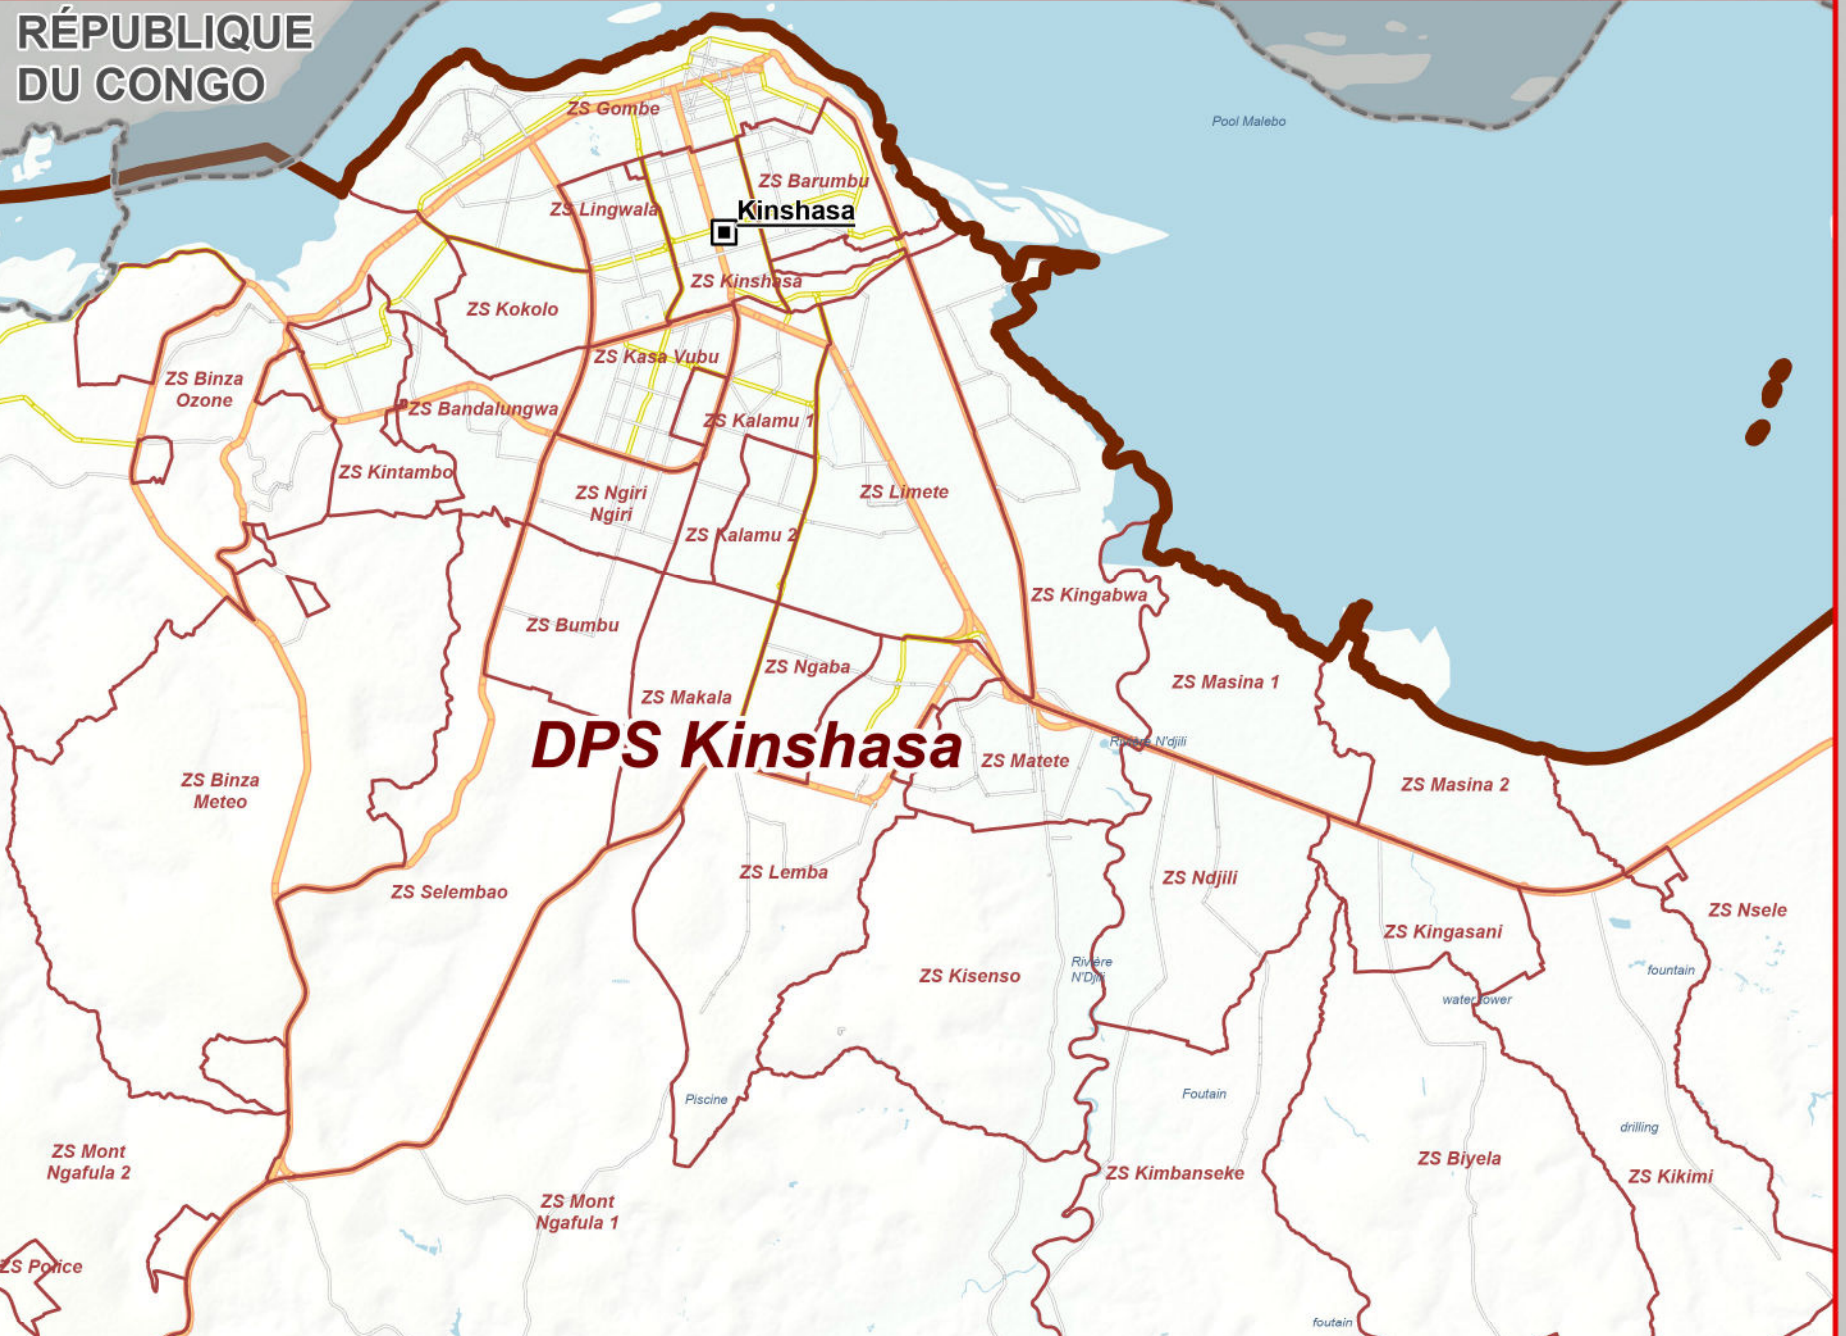 RÉPUBLIQUE
DU CONGO
Pool Malebo
ZS Gombe
ZS Barumbu
ZS Lingwala
Kinshasa
ZS Kinshasa
ZS Kokolo
ZS Kasa Vubu
ZS Binza
Ozone
ZS Bandalungwa
ZS Kalamu 1
ZS Kintambo
ZS Ngiri
Ngiri
ZS Limete
ZS Kalamu 2
ZS Kingabwa
ZS Bumbu
ZS Ngaba
ZS Makala
ZS Masina 1
DPS Kinshasa
Rivière N'djili
ZS Matete
ZS Binza
Meteo
ZS Masina 2
ZS Lemba
ZS Ndjili
ZS Selembao
ZS Nsele
ZS Kingasani
Rivière
N'Djili
ZS Kisenso
fountain
water tower
Piscine
Foutain
drilling
ZS Mont
Ngafula 2
ZS Kimbanseke
ZS Biyela
ZS Kikimi
ZS Mont
Ngafula 1
ZS Police
foutain